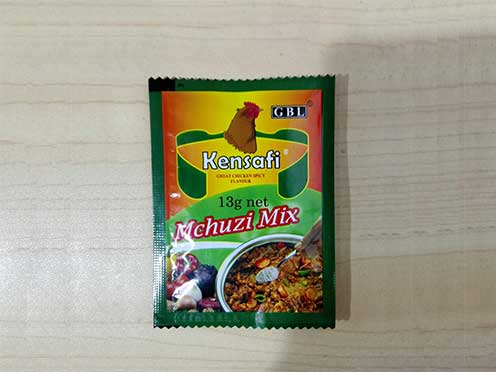 GBL®
Kensafi®
GREAT CHICKEN SPICY
FLAVOUR
13g net
Mchuzi Mix